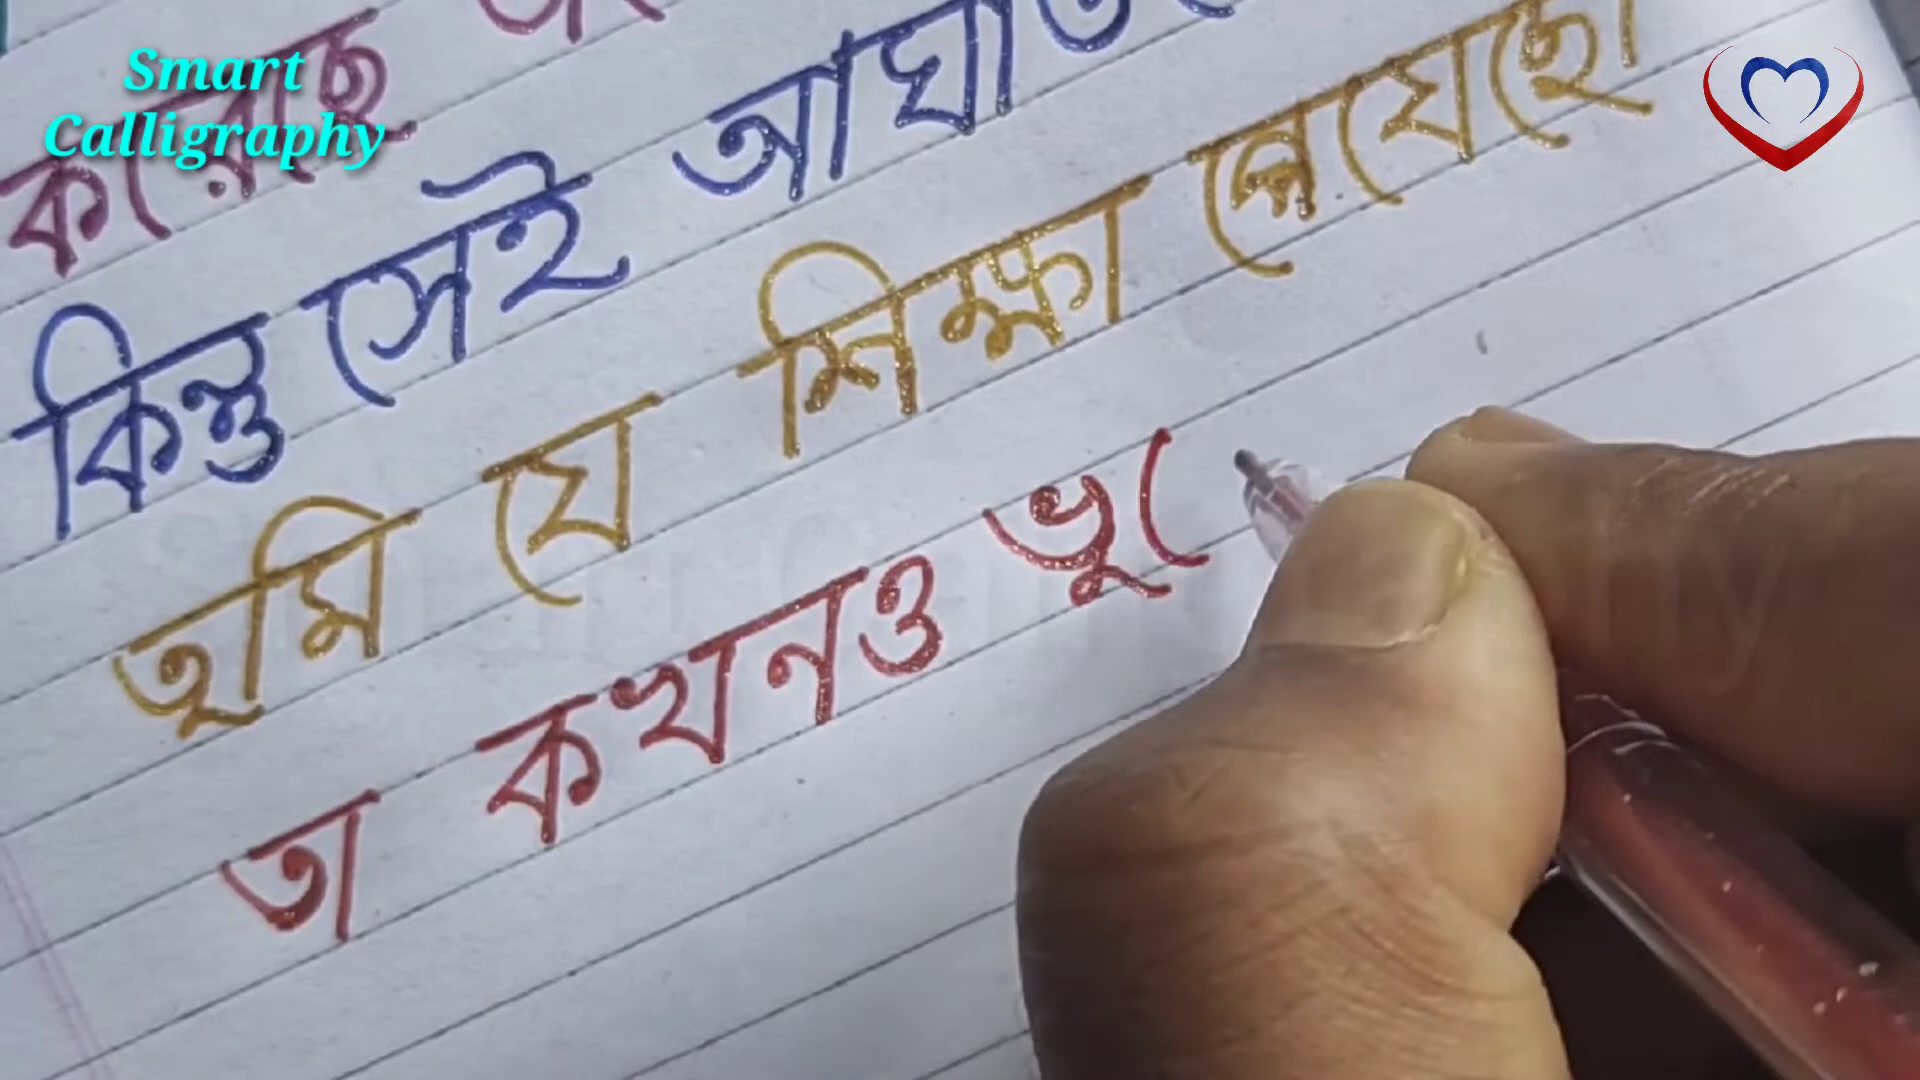 Smart
Calligraphy
করেছে
কিন্তু সেই আঘাত
তুমি যে শিক্ষা পেয়েছো
তা কখনও ভুে